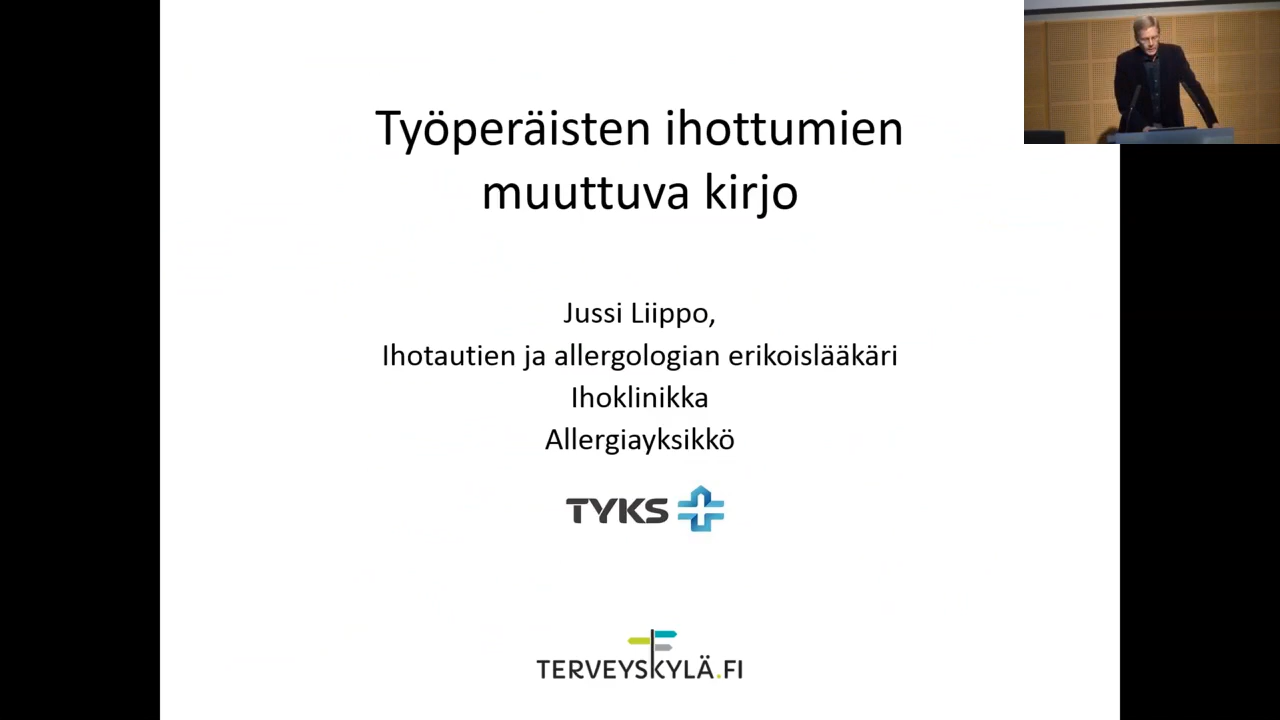 Työperäisten ihottumien
muuttuva kirjo
Jussi Liippo,
Ihotautien ja allergologian erikoislääkäri
Ihoklinikka
Allergiayksikkö
TYKS
TERVEYSKYLÄ.FI